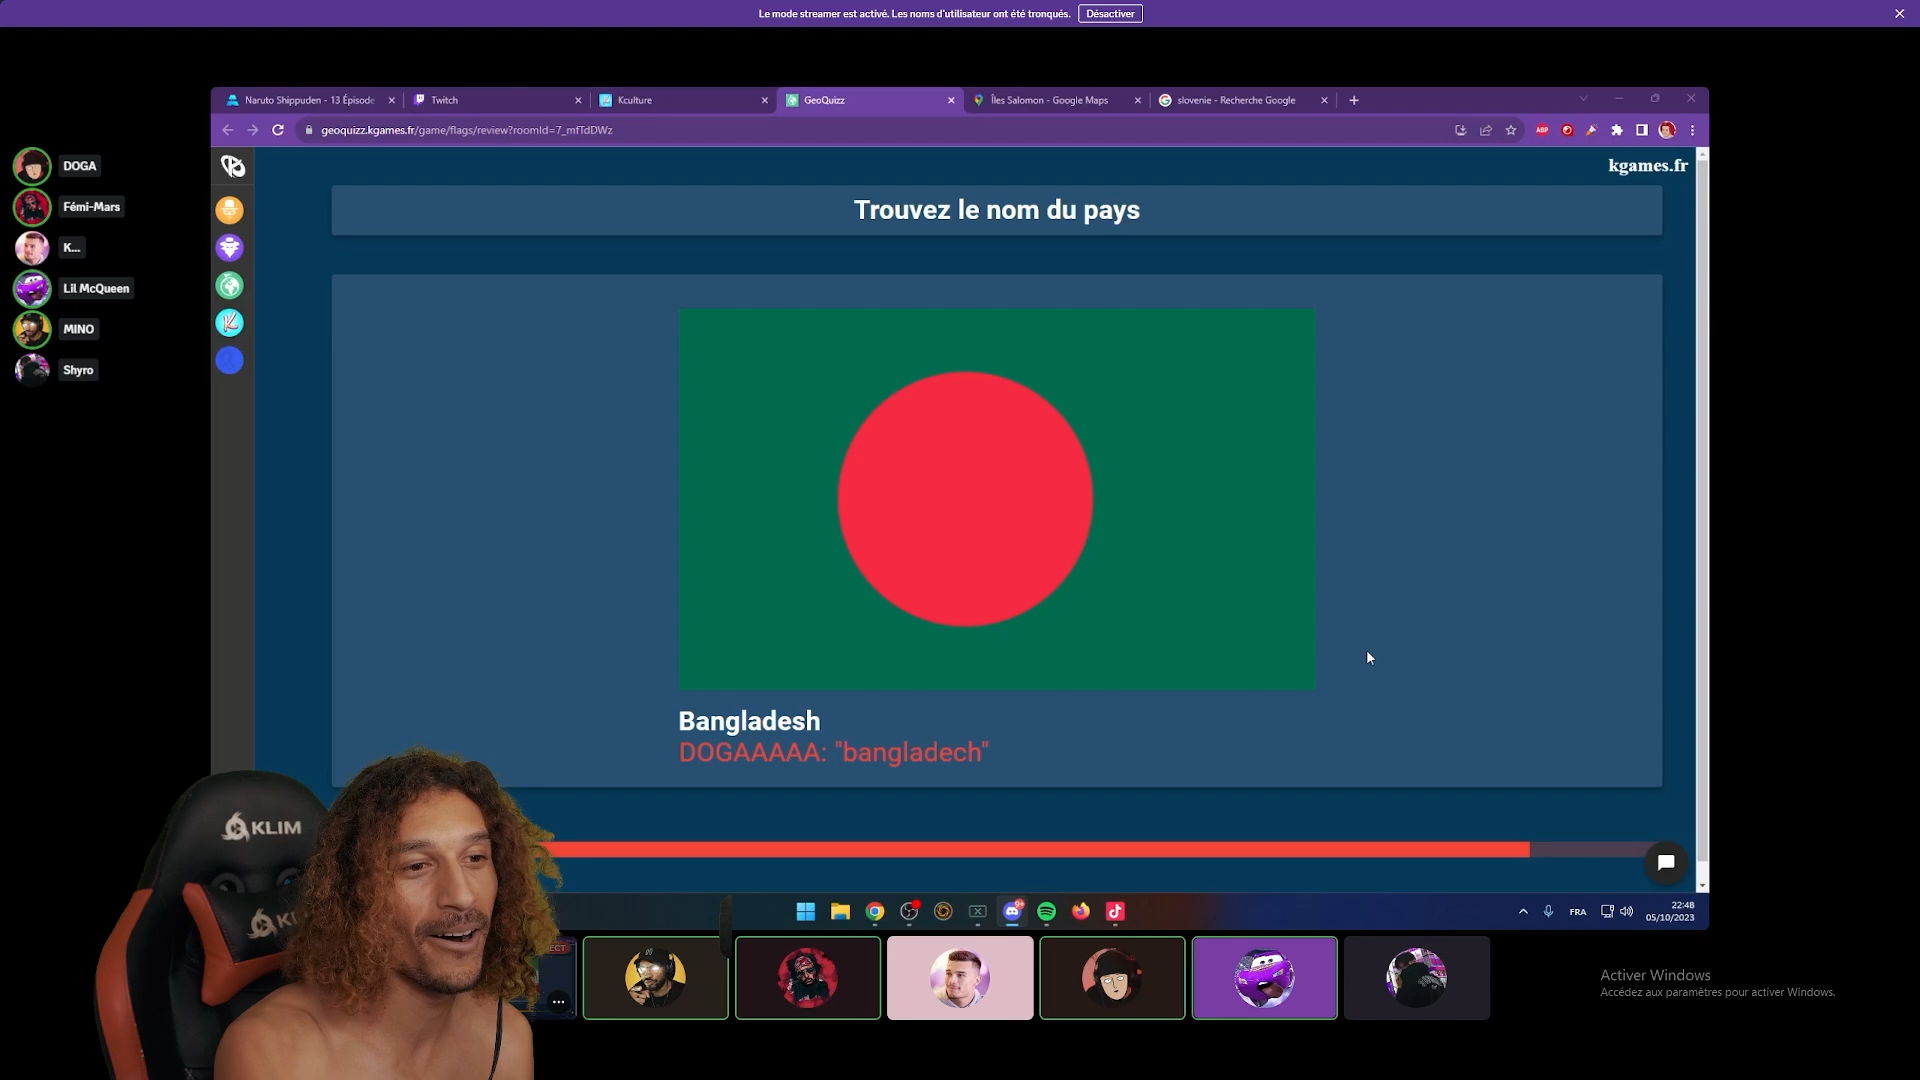 Le mode streamer est activé. Les noms d'utilisateur ont été tronqués. Désactiver
Naruto Shippuden - 13 Épisode
Twitch
Kculture
GeoQuizz
Îles Salomon - Google Maps
slovenie - Recherche Google
geoquizz.kgames.fr/game/flags/review?roomId=7_mfTdDWz
ABP
kgames.fr
DOGA
Fémi-Mars
K...
Lil McQueen
MINO
Shyro
Trouvez le nom du pays
Bangladesh
DOGAAAAA: "bangladech"
KLIM
FRA
22:48
05/10/2023
Activer Windows
Accédez aux paramètres pour activer Windows.